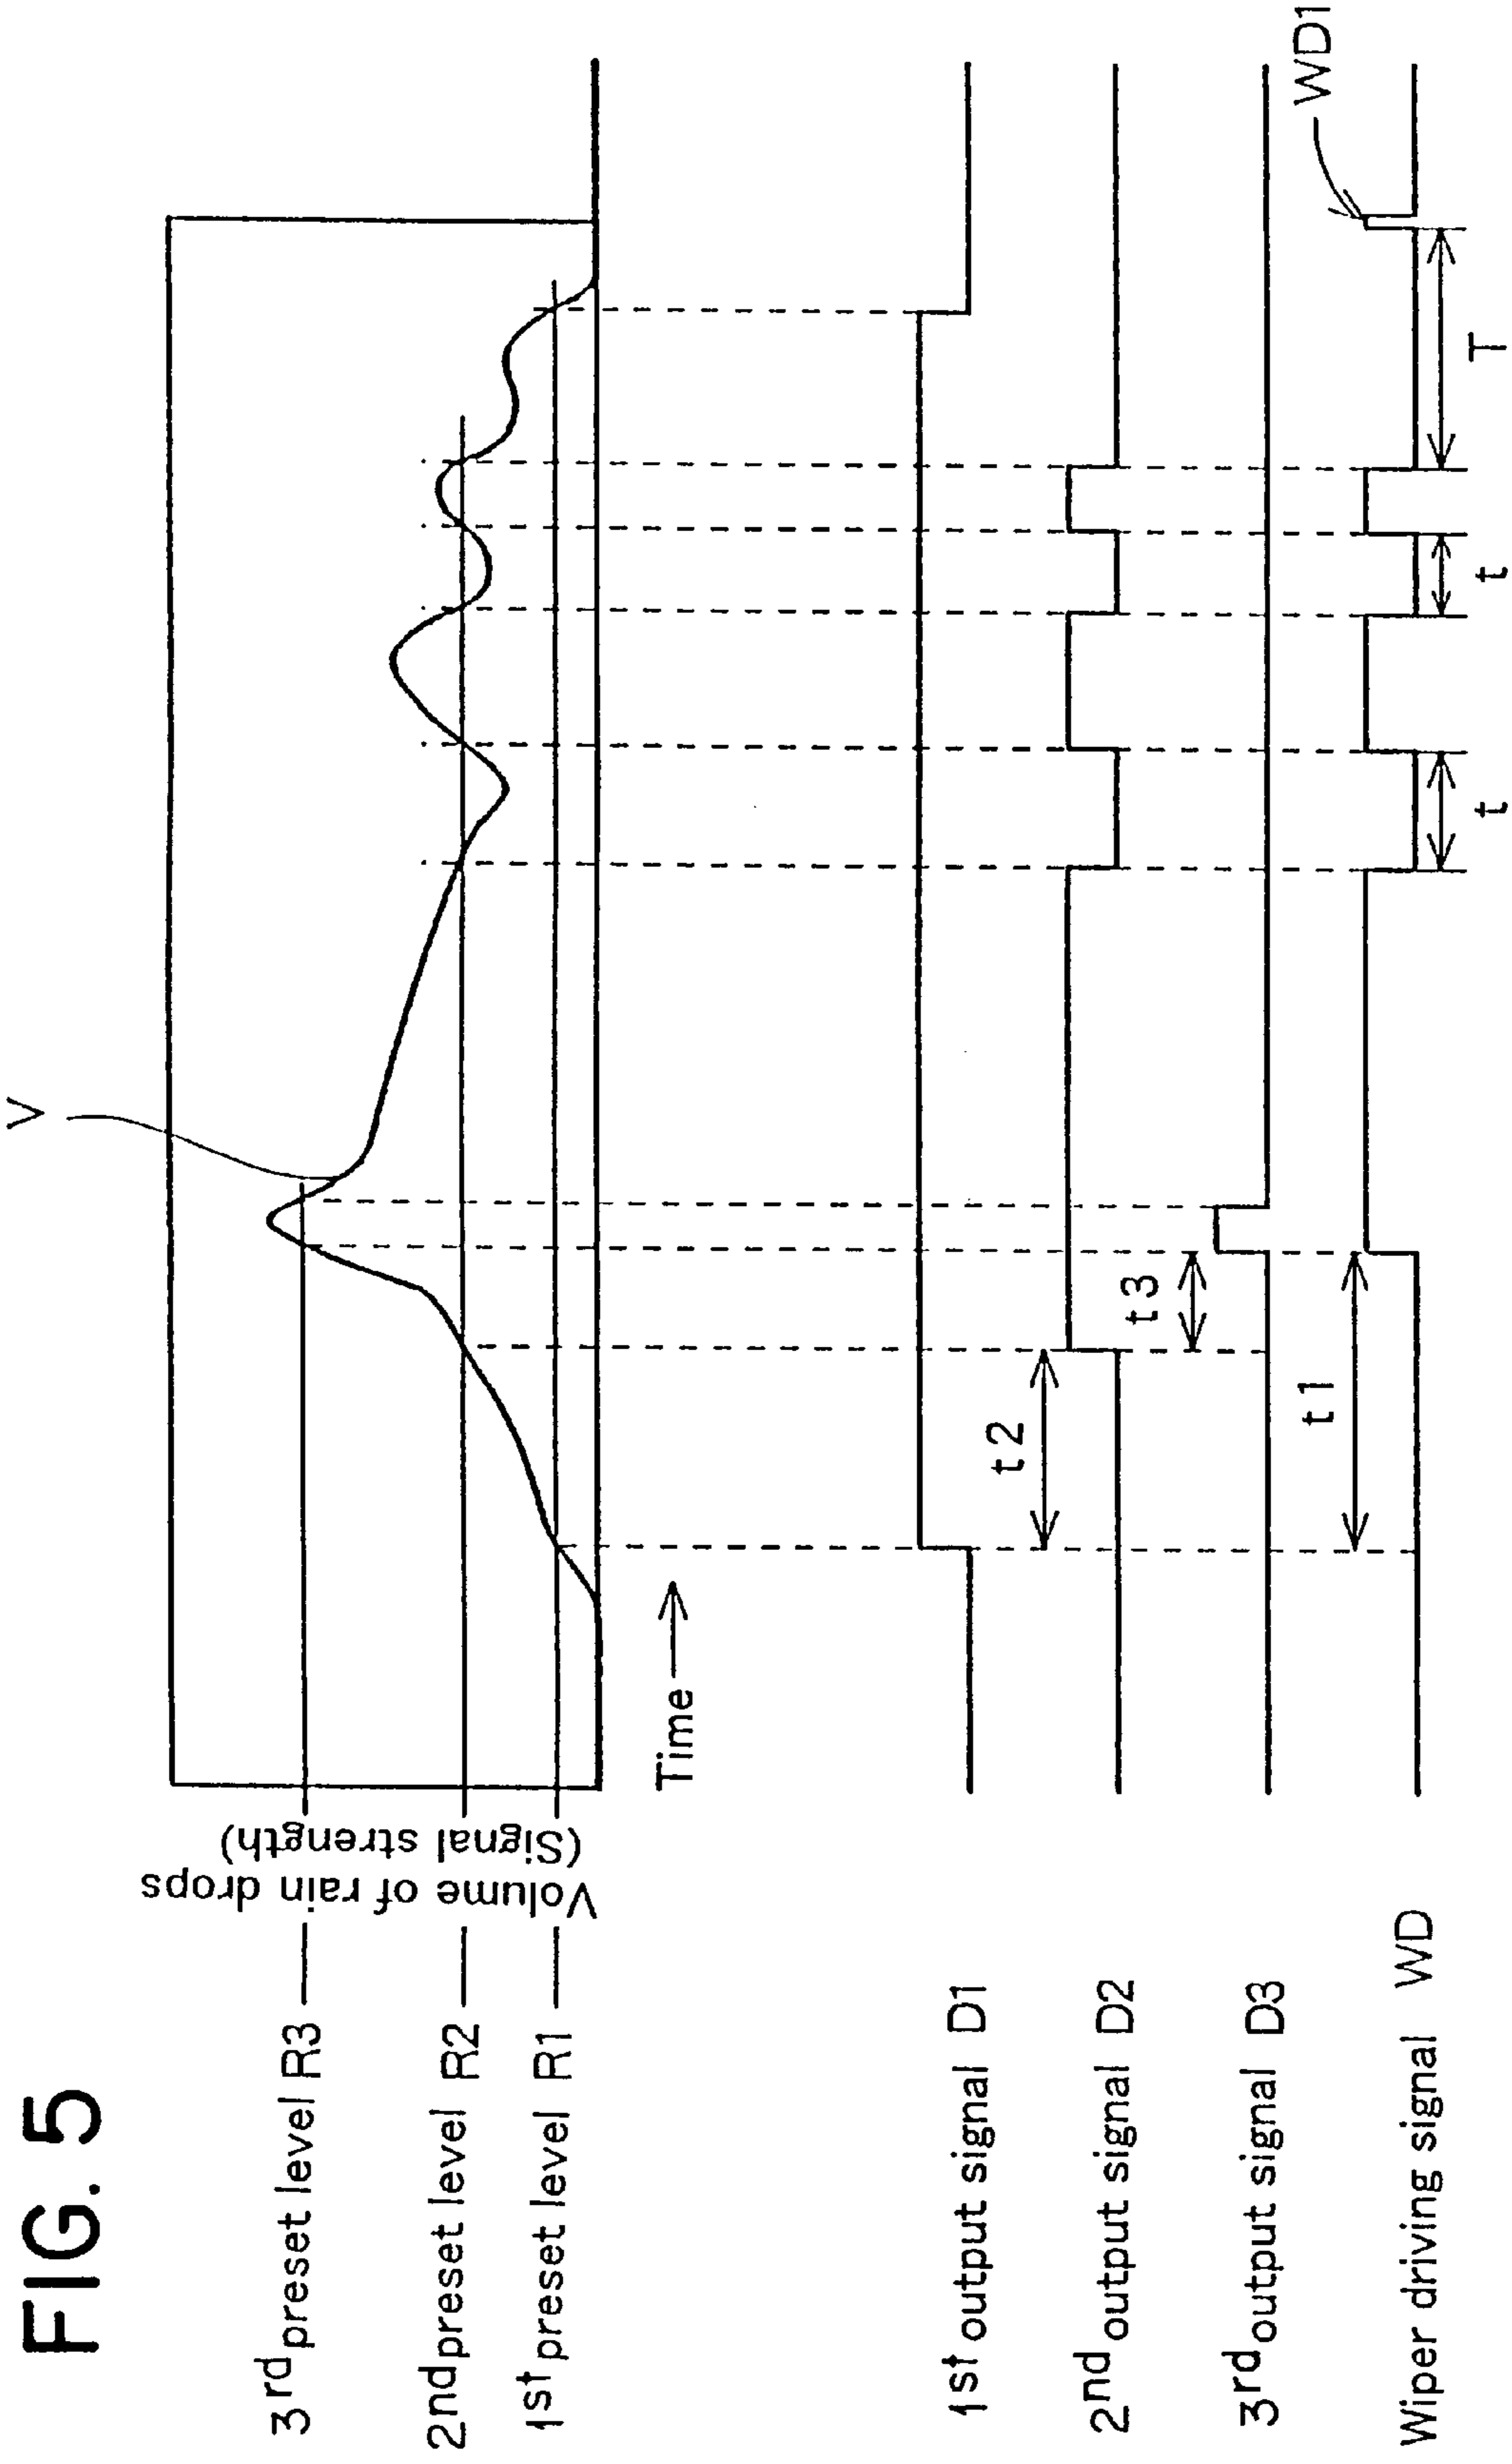 FIG. 5
V
3rd preset level R3
2nd preset level R2
1st preset level R1
Volume of rain drops
(Signal strength)
Time
1st output signal D1
t2
2nd output signal D2
t3
3rd output signal D3
t1
WD1
Wiper driving signal WD
t
t
T